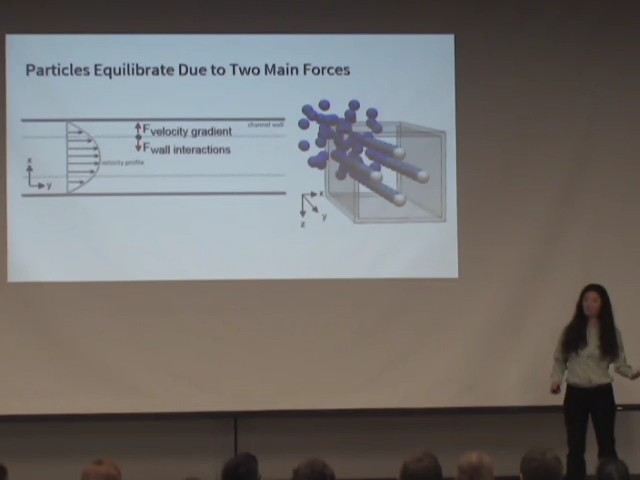 Particles Equilibrate Due to Two Main Forces
channel wall
Fvelocity gradient
Fwall interactions
velocity profile
x
y
x
y
z